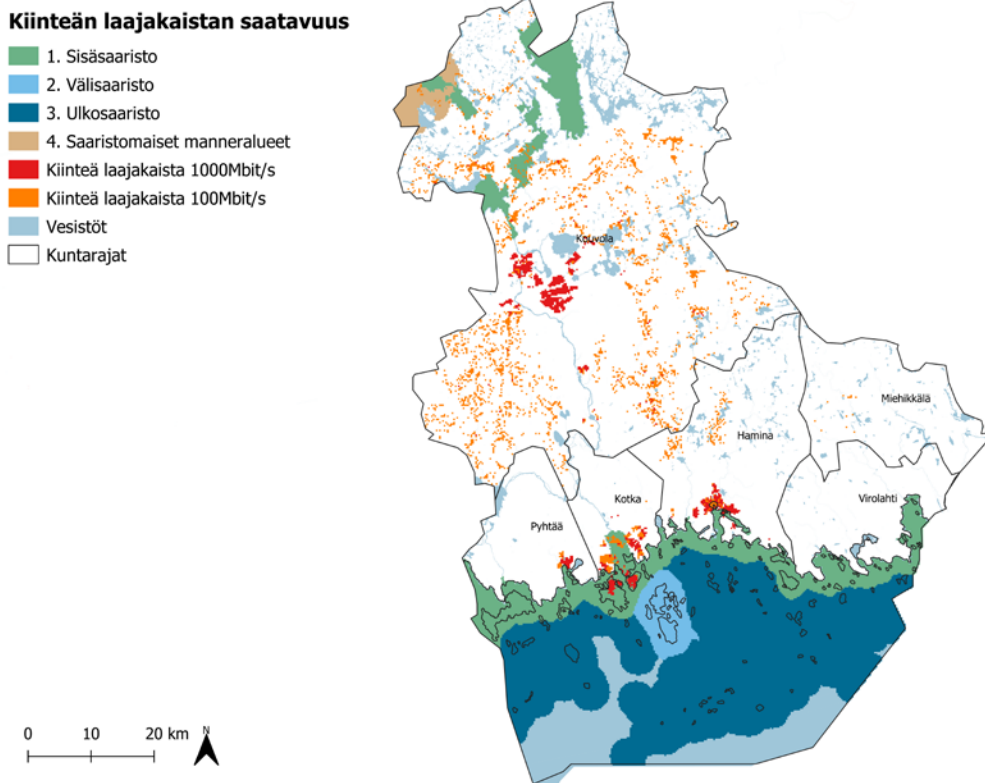 Kiinteän laajakaistan saatavuus
1. Sisäsaaristo
2. Välisaaristo
3. Ulkosaaristo
4. Saaristomaiset manneralueet
Kiinteä laajakaista 1000Mbit/s
Kiinteä laajakaista 100Mbit/s
Vesistöt
Kuntarajat
Kouvola
Miehikkälä
Hamina
Kotka
Virolahti
Pyhtää
0 10 20 km
N